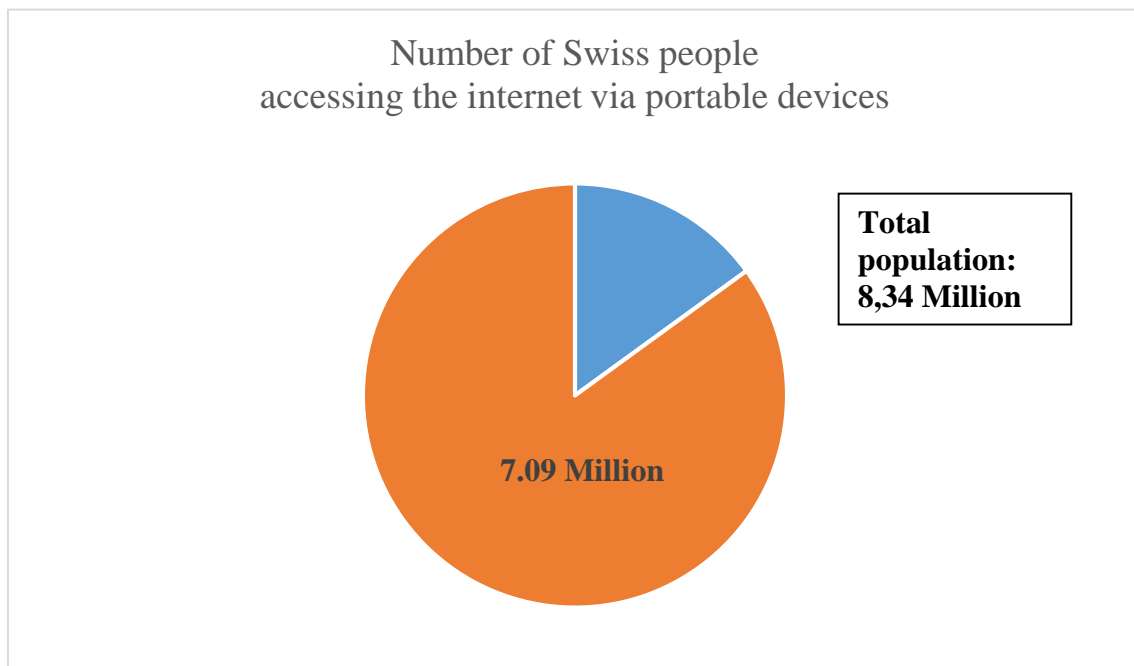 Number of Swiss people
accessing the internet via portable devices
Total
population:
8,34 Million
7.09 Million